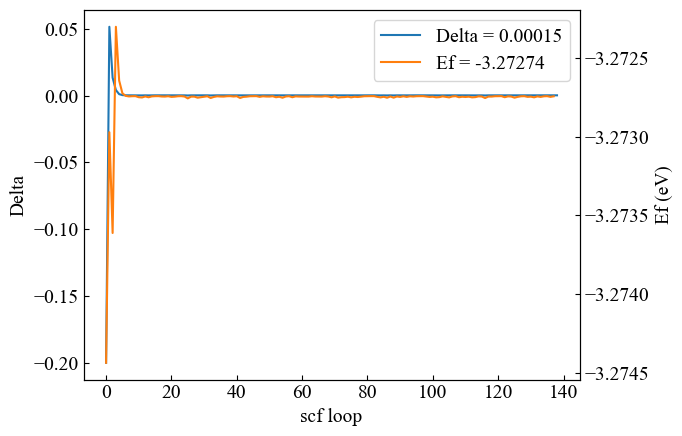 Delta = 0.00015
Ef = -3.27274
0.05
0.00
−0.05
−0.10
−0.15
−0.20
Delta
−3.2725
−3.2730
−3.2735
−3.2740
−3.2745
Ef (eV)
0 20 40 60 80 100 120 140
scf loop